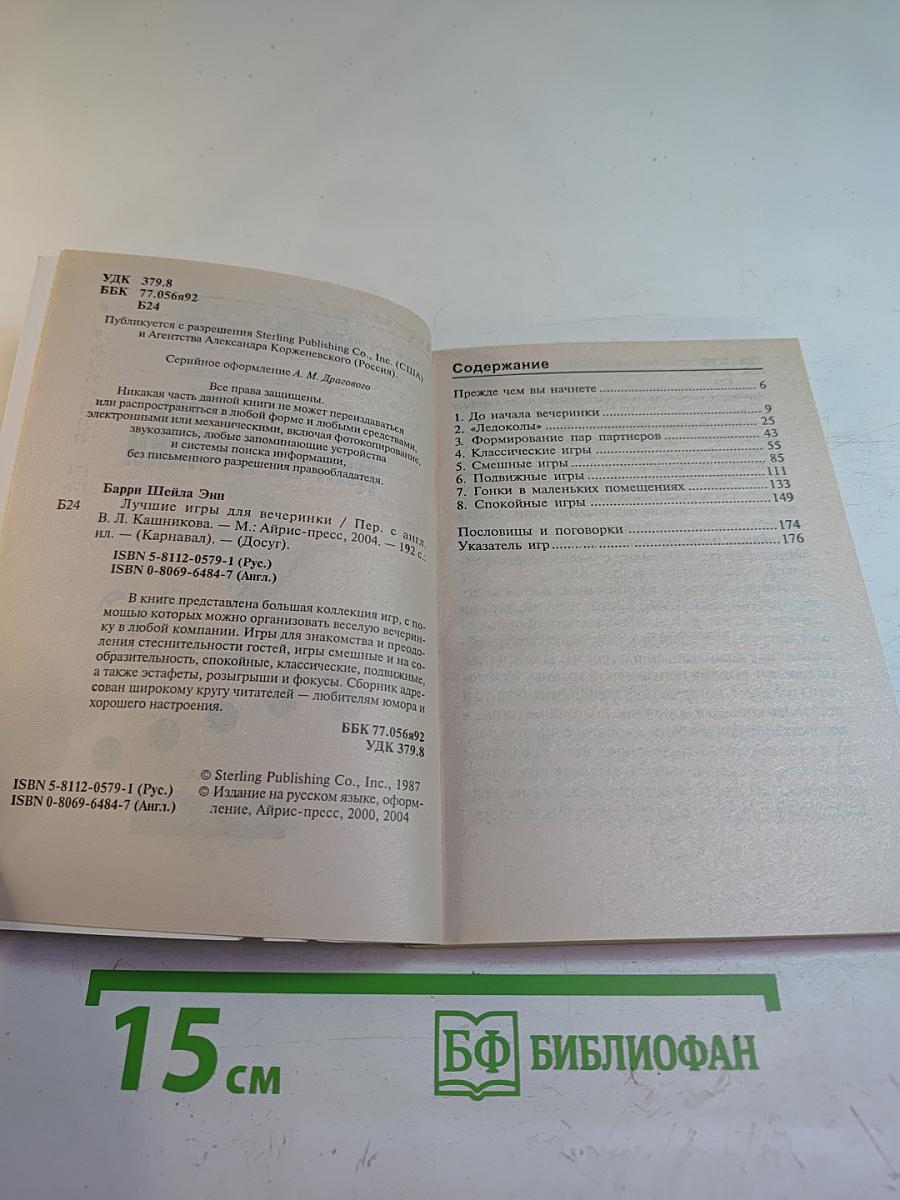 УДК 379.8
ББК 77.056я92
Б24
Публикуется с разрешения Sterling Publishing Co., Inc. (США)
и Агентства Александра Корженевского (Россия).
Серийное оформление А. М. Драгового
Все права защищены.
Никакая часть данной книги не может переиздаваться
или распространяться в любой форме и любыми средствами,
электронными или механическими, включая фотокопирование,
звукозапись, любые запоминающие устройства
и системы поиска информации,
без письменного разрешения правообладателя.
Барри Шейла Энн
Б24 Лучшие игры для вечеринки / Пер. с англ.
В. Л. Кашникова. — М.: Айрис-пресс, 2004. — 192 с.:
ил. — (Карнавал). — (Досуг).
ISBN 5-8112-0579-1 (Рус.)
ISBN 0-8069-6484-7 (Англ.)
В книге представлена большая коллекция игр, с по-
мощью которых можно организовать веселую вечерин-
ку в любой компании. Игры для знакомства и преодо-
ления стеснительности гостей, игры смешные и на со-
образительность, спокойные, классические, подвижные,
а также эстафеты, розыгрыши и фокусы. Сборник адре-
сован широкому кругу читателей — любителям юмора и
хорошего настроения.
ББК 77.056я92
УДК 379.8
ISBN 5-8112-0579-1 (Рус.)
ISBN 0-8069-6484-7 (Англ.)
© Sterling Publishing Co., Inc., 1987
© Издание на русском языке, оформ-
ление, Айрис-пресс, 2000, 2004
Содержание
Прежде чем вы начнете 6
1. До начала вечеринки 9
2. «Ледоколы» 25
3. Формирование пар партнеров 43
4. Классические игры 55
5. Смешные игры 85
6. Подвижные игры 111
7. Гонки в маленьких помещениях 133
8. Спокойные игры 149
Пословицы и поговорки 174
Указатель игр 176
15 см
БФ БИБЛИОФАН